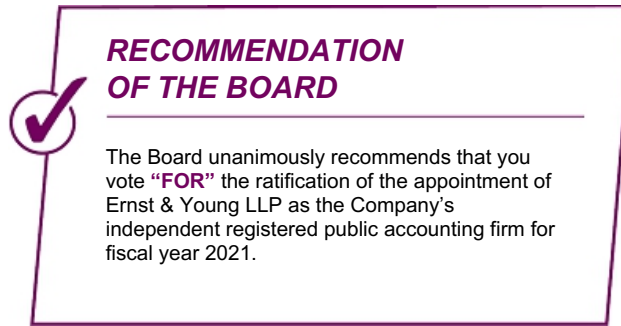 RECOMMENDATION
OF THE BOARD
The Board unanimously recommends that you
vote “FOR” the ratification of the appointment of
Ernst & Young LLP as the Company’s
independent registered public accounting firm for
fiscal year 2021.